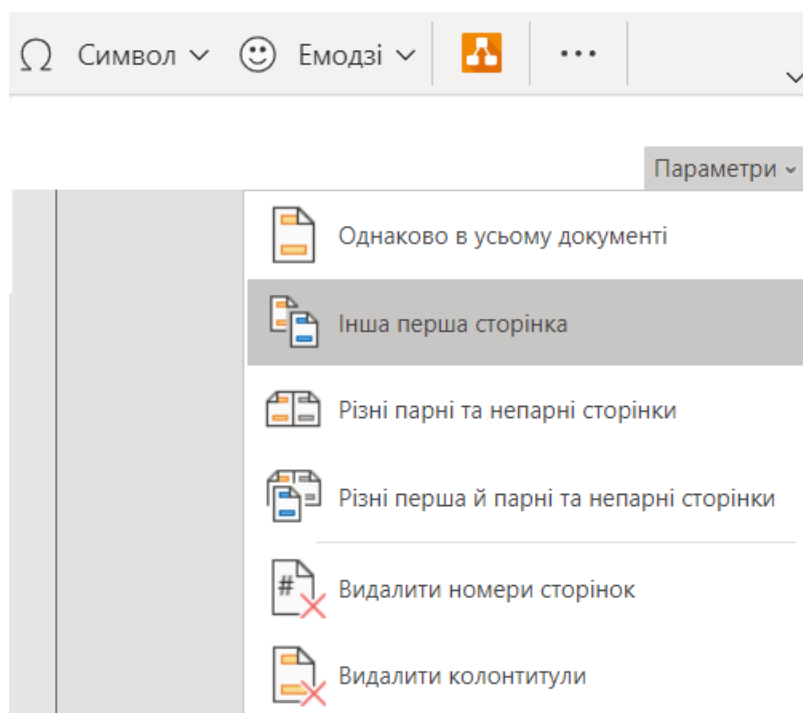 Символ Емодзі
Параметри
Однаково в усьому документі
Інша перша сторінка
Різні парні та непарні сторінки
Різні перша й парні та непарні сторінки
Видалити номери сторінок
Видалити колонтитули